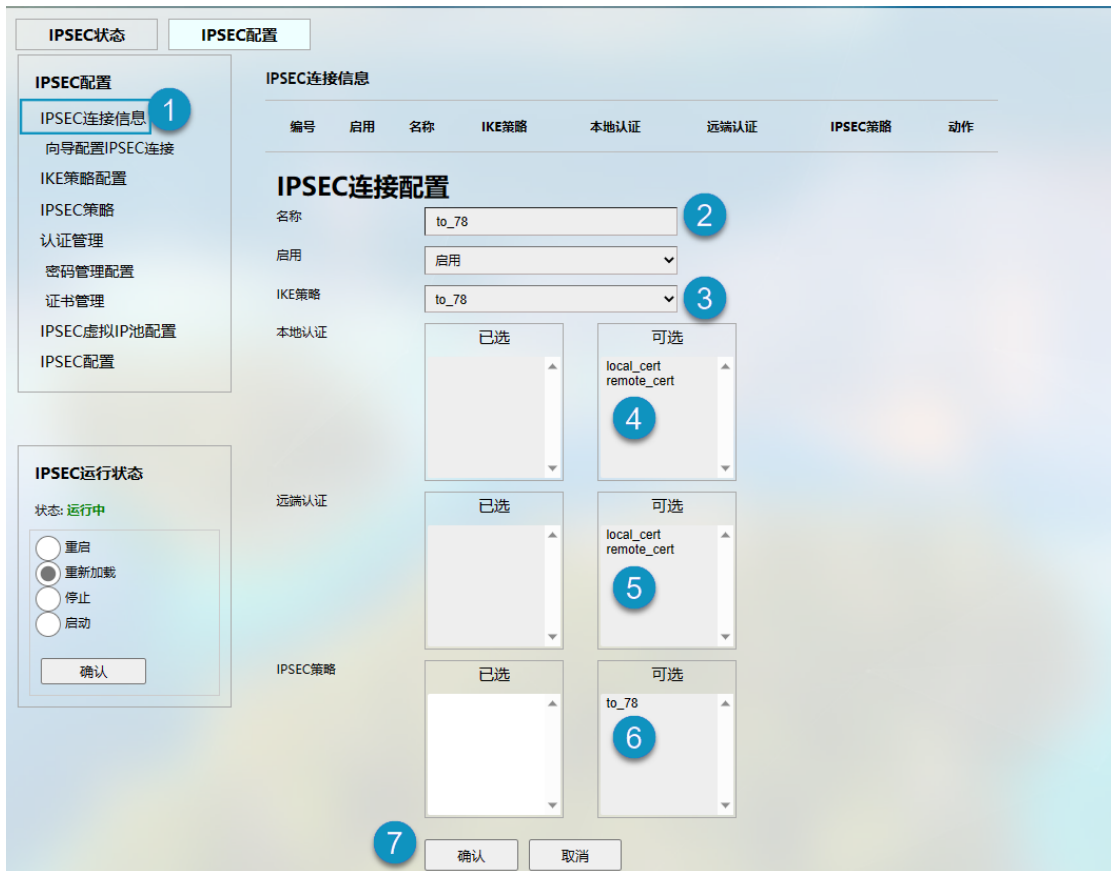 IPSEC状态 IPSEC配置
IPSEC配置
IPSEC连接信息 1
向导配置IPSEC连接
IKE策略配置
IPSEC策略
认证管理
密码管理配置
证书管理
IPSEC虚拟IP池配置
IPSEC配置
IPSEC运行状态
状态: 运行中
重启
重新加载
停止
启动
确认
IPSEC连接信息
编号 启用 名称 IKE策略 本地认证 远端认证 IPSEC策略 动作
IPSEC连接配置
名称 to_78 2
启用 启用
IKE策略 to_78 3
本地认证 已选 可选
local_cert
remote_cert
4
远端认证 已选 可选
local_cert
remote_cert
5
IPSEC策略 已选 可选
to_78
6
7 确认 取消